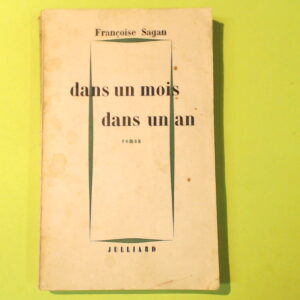 Françoise Sagan
dans un mois
dans un an
roman
JULLIARD